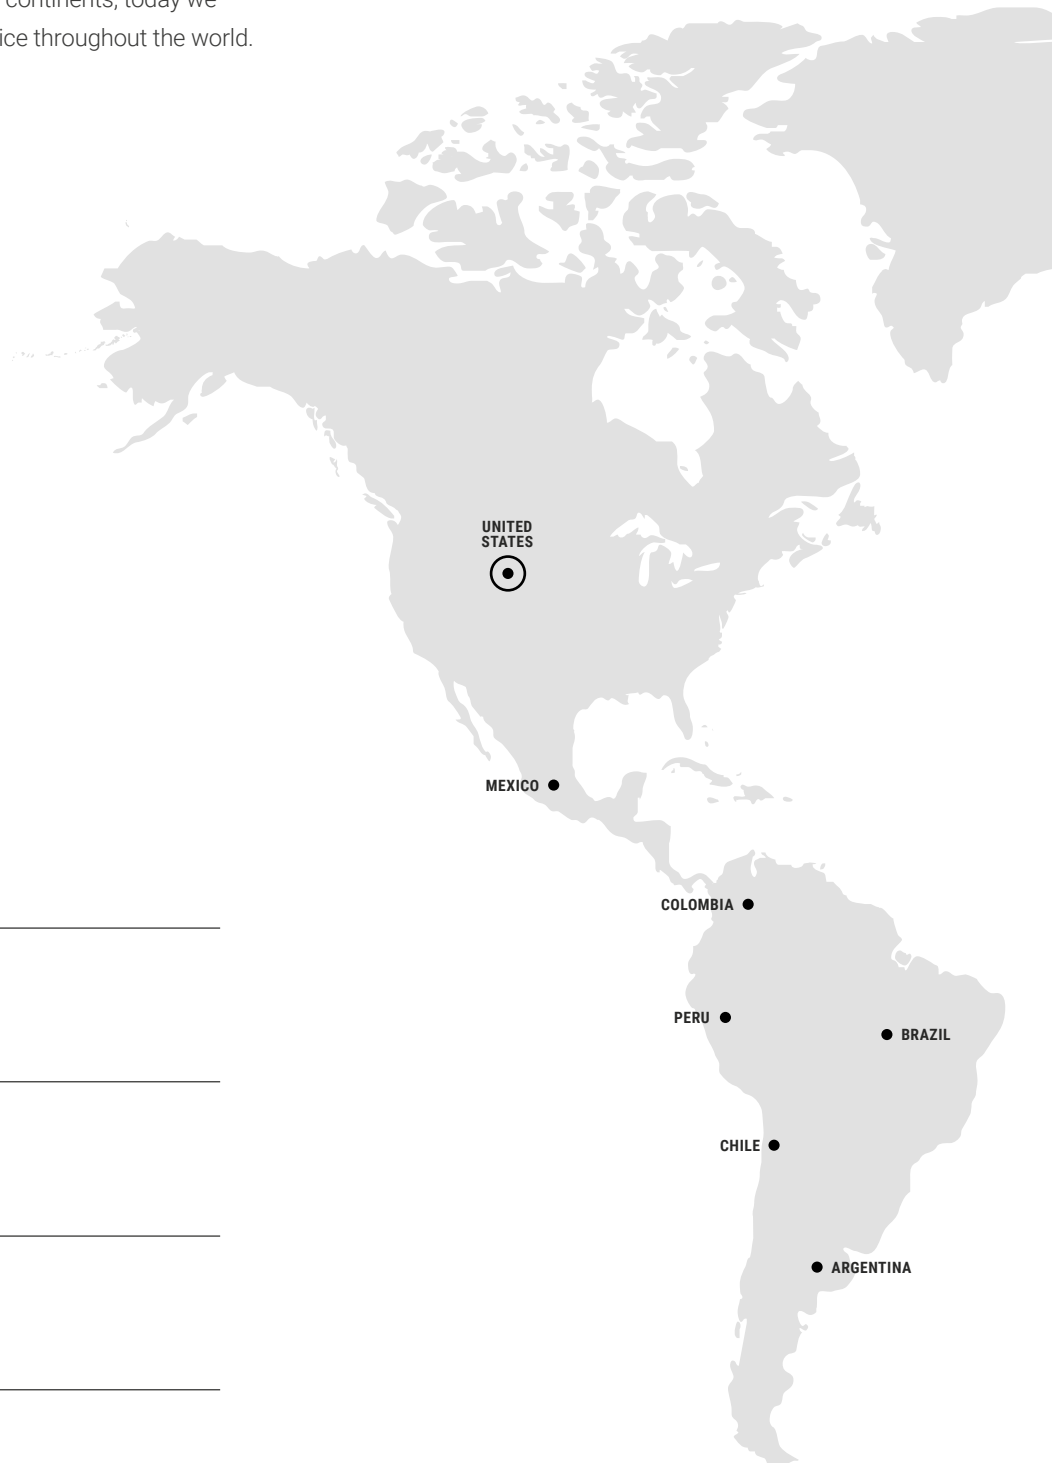 continents, today we
ice throughout the world.
UNITED
STATES
MEXICO
COLOMBIA
PERU
BRAZIL
CHILE
ARGENTINA